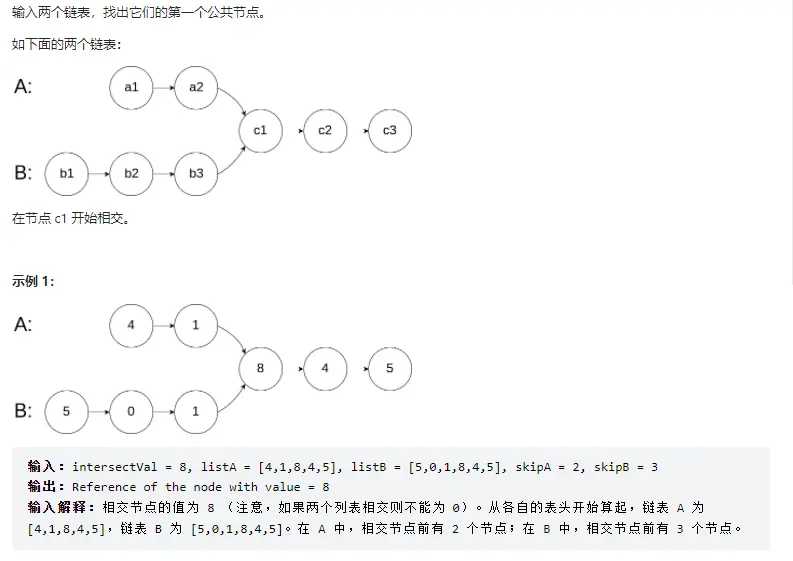 输入两个链表，找出它们的第一个公共节点。
如下面的两个链表：
A: a1 a2
c1 c2 c3
B: b1 b2 b3
在节点 c1 开始相交。
示例 1：
A: 4 1
8 4 5
B: 5 0 1
输入：intersectVal = 8, listA = [4,1,8,4,5], listB = [5,0,1,8,4,5], skipA = 2, skipB = 3
输出：Reference of the node with value = 8
输入解释：相交节点的值为 8 （注意，如果两个列表相交则不能为 0）。从各自的表头开始算起，链表 A 为
[4,1,8,4,5]，链表 B 为 [5,0,1,8,4,5]。在 A 中，相交节点前有 2 个节点；在 B 中，相交节点前有 3 个节点。